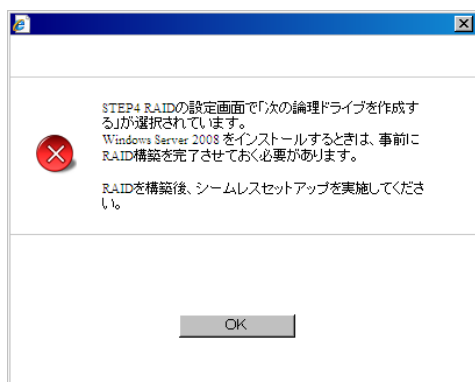 STEP4 RAIDの設定画面で「次の論理ドライブを作成す
る」が選択されています。
Windows Server 2008 をインストールするときは、事前に
RAID構築を完了させておく必要があります。
RAIDを構築後、シームレスセットアップを実施してくださ
い。
OK